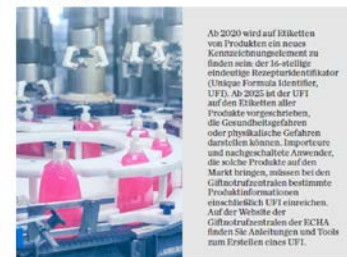 Ab 2020 wird auf Etiketten
von Produkten ein neues
Kennzeichnungselement zu
finden sein: der 16-stellige
eindeutige Rezepturidentifikator
(Unique Formula Identifier,
UFI). Ab 2025 ist der UFI
auf den Etiketten aller
Produkte vorgeschrieben,
die Gesundheitsgefahren
oder physikalische Gefahren
darstellen können. Importeure
und nachgeschaltete Anwender,
die solche Produkte auf den
Markt bringen, müssen bei den
Giftnotrufzentralen bestimmte
Produktinformationen
einschließlich UFI einreichen.
Auf der Website der
Giftnotrufzentralen der ECHA
finden Sie Anleitungen und Tools
zum Erstellen eines UFI.